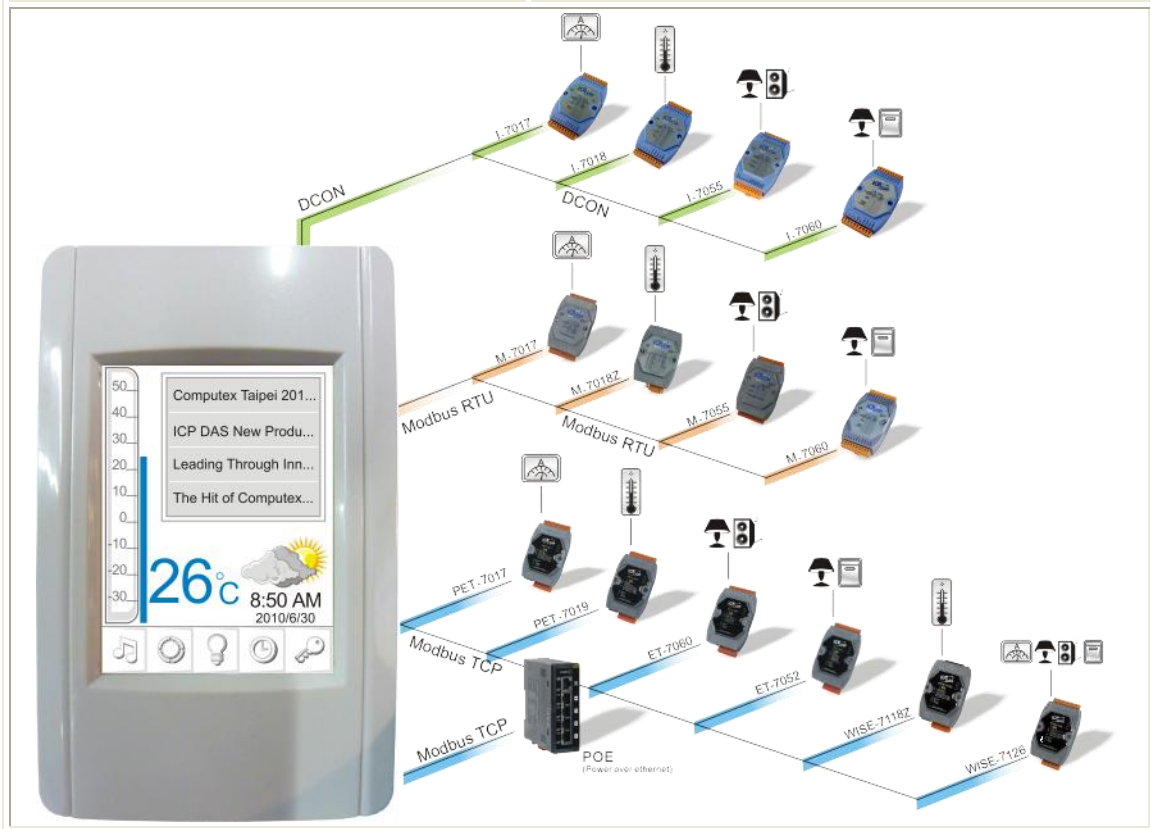 I-7017
I-7018
I-7055
I-7060
DCON
DCON
M-7017
M-7018Z
M-7055
M-7060
Modbus RTU
Modbus RTU
50
40
30
20
10
0
-10
-20
-30
Computex Taipei 201...
ICP DAS New Produ...
Leading Through Inn...
The Hit of Computex...
26°C
8:50 AM
2010/6/30
PET-7017
PET-7019
ET-7060
ET-7052
WISE-7118Z
WISE-7126
Modbus TCP
Modbus TCP
POE
(Power over ethernet)